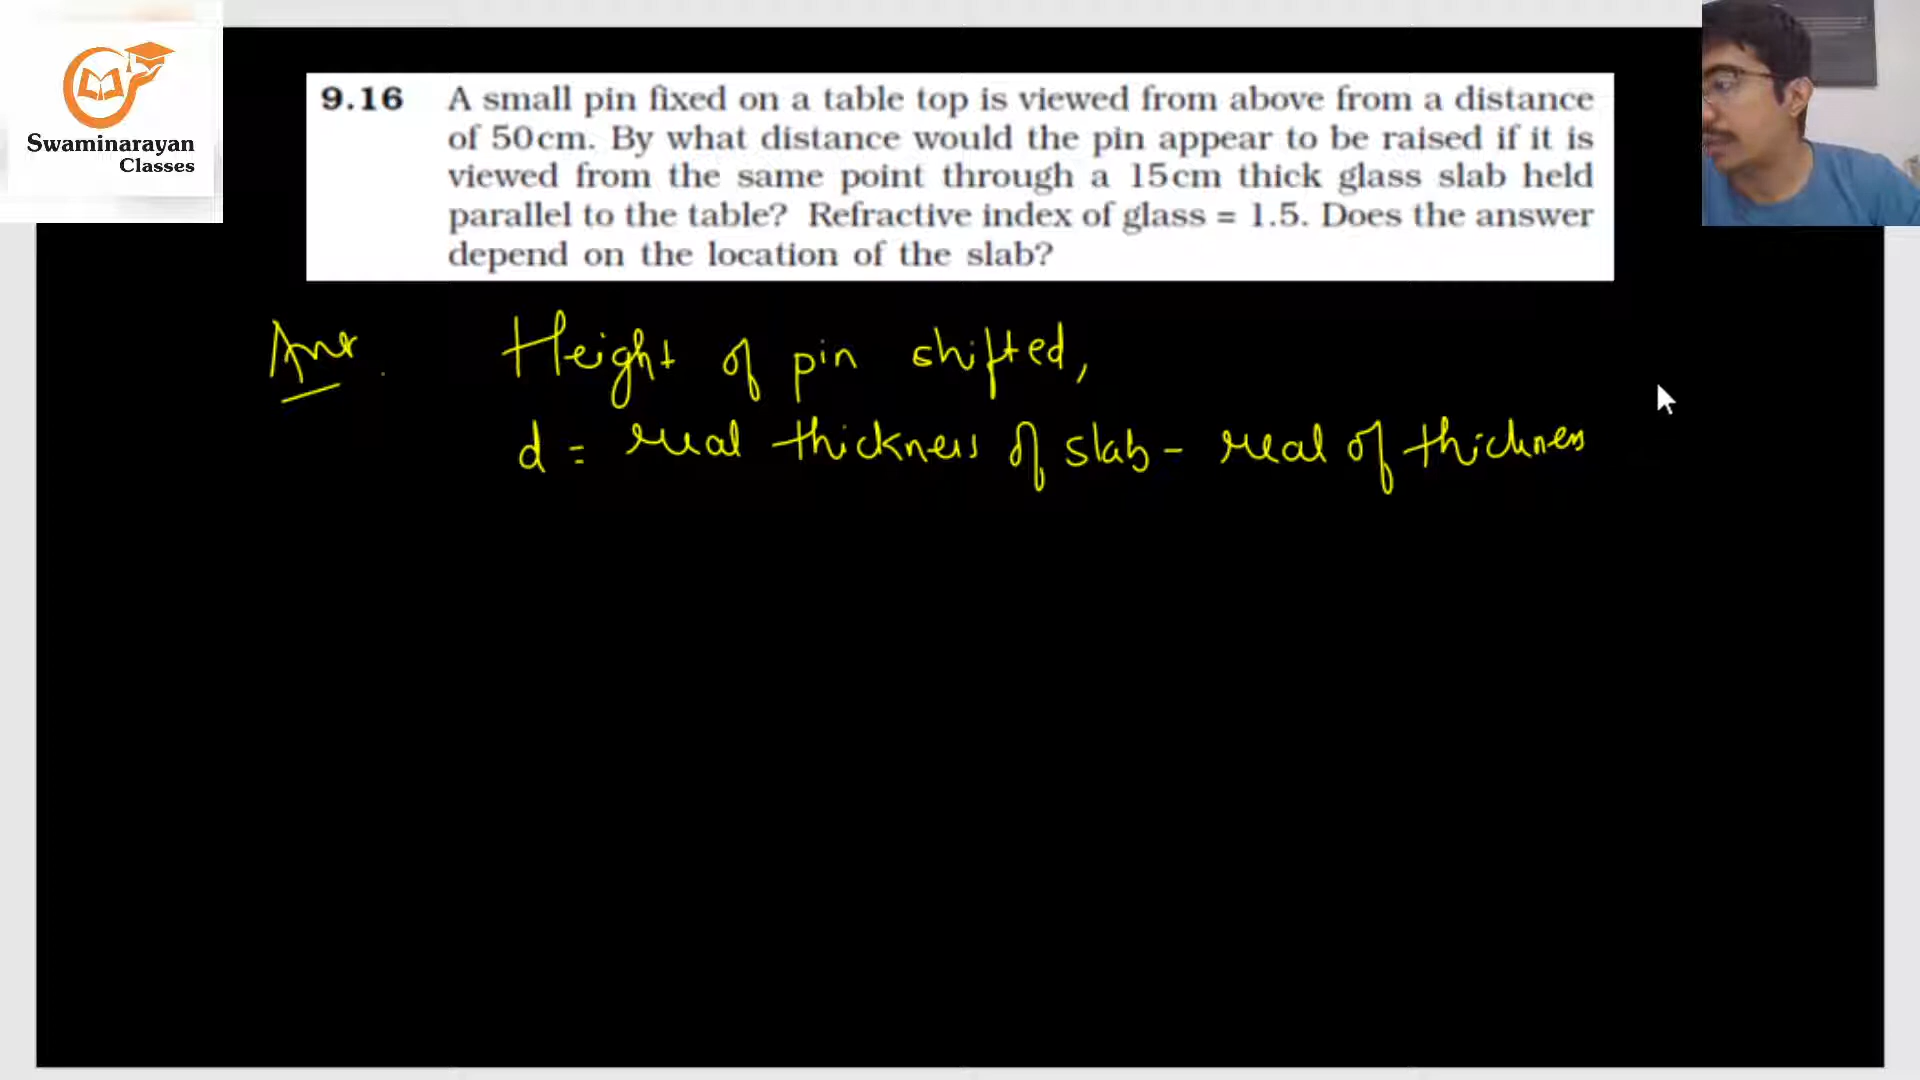 Swaminarayan
Classes
9.16 A small pin fixed on a table top is viewed from above from a distance
of 50cm. By what distance would the pin appear to be raised if it is
viewed from the same point through a 15cm thick glass slab held
parallel to the table? Refractive index of glass = 1.5. Does the answer
depend on the location of the slab?
Ans. Height of pin shifted,
d = real thickness of slab - real of thickness